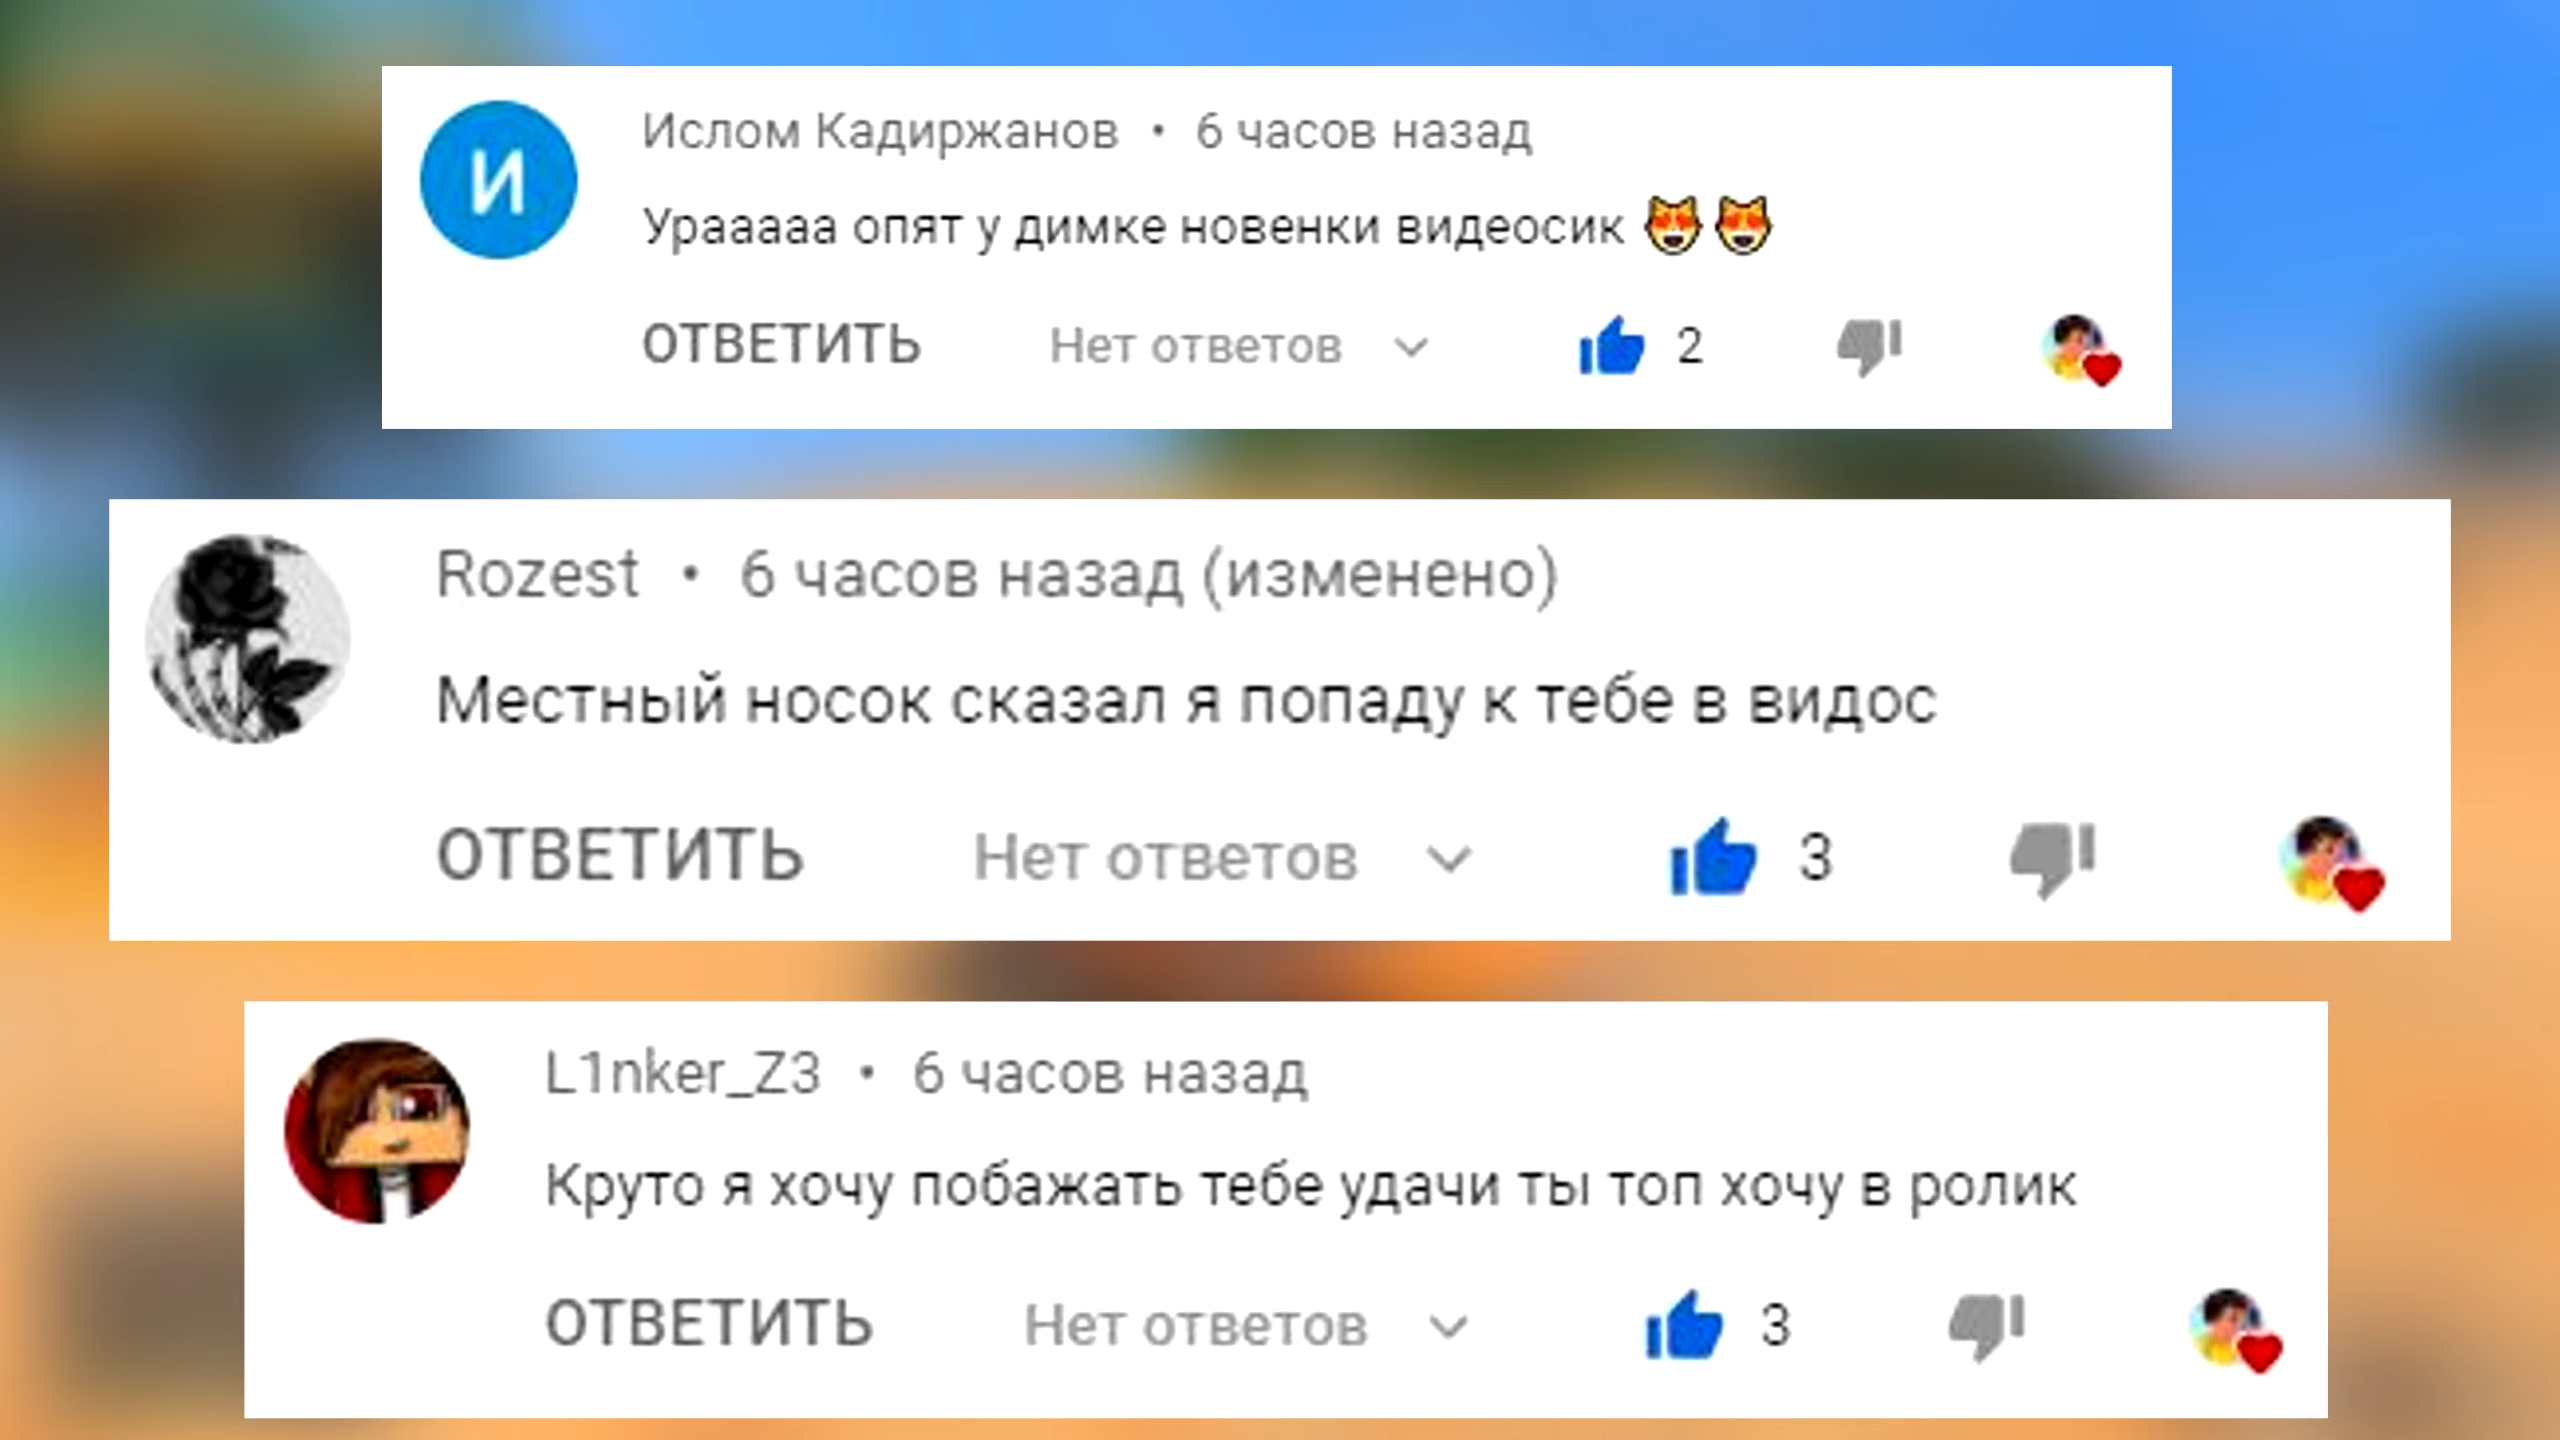 И
Ислом Кадиржанов • 6 часов назад
Урааааа опят у димке новенки видеосик 😻😻
ОТВЕТИТЬ Нет ответов 2
Rozest • 6 часов назад (изменено)
Местный носок сказал я попаду к тебе в видос
ОТВЕТИТЬ Нет ответов 3
L1nker_Z3 • 6 часов назад
Круто я хочу побажать тебе удачи ты топ хочу в ролик
ОТВЕТИТЬ Нет ответов 3